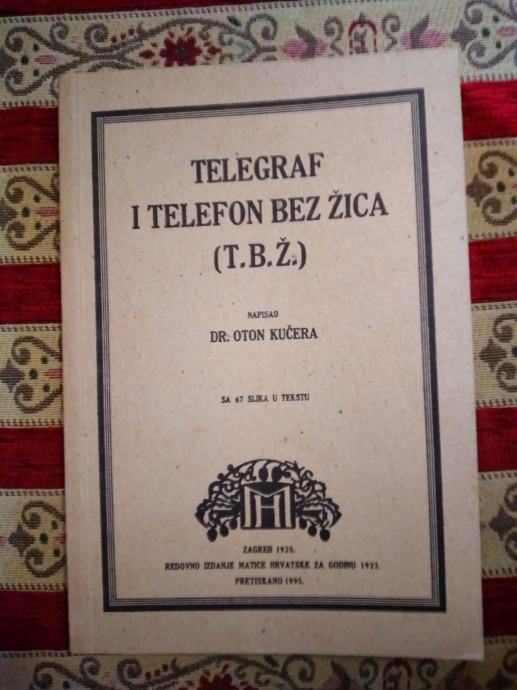 TELEGRAF
I TELEFON BEZ ŽICA
(T.B.Ž.)
NAPISAO
DR. OTON KUČERA
SA 67 SLIKA U TEKSTU
MH
ZAGREB 1925.
REDOVNO IZDANJE MATICE HRVATSKE ZA GODINU 1923.
PRETISKANO 1995.